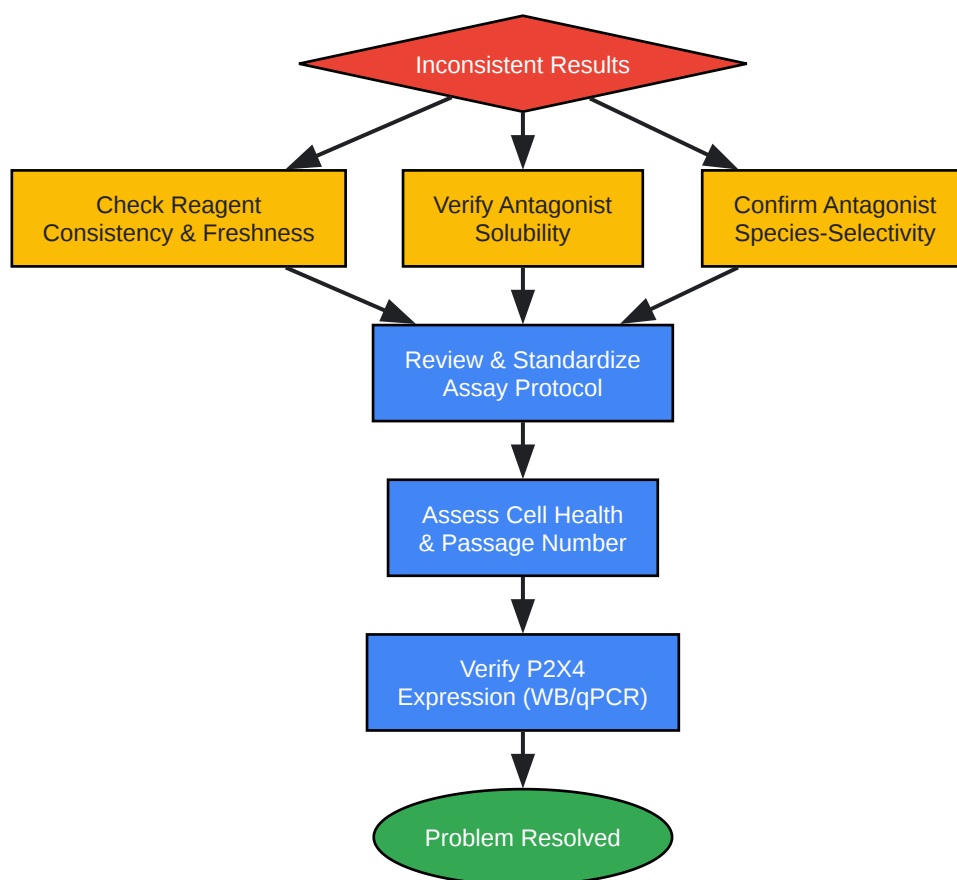 Inconsistent Results
Check Reagent
Consistency & Freshness
Verify Antagonist
Solubility
Confirm Antagonist
Species-Selectivity
Review & Standardize
Assay Protocol
Assess Cell Health
& Passage Number
Verify P2X4
Expression (WB/qPCR)
Problem Resolved